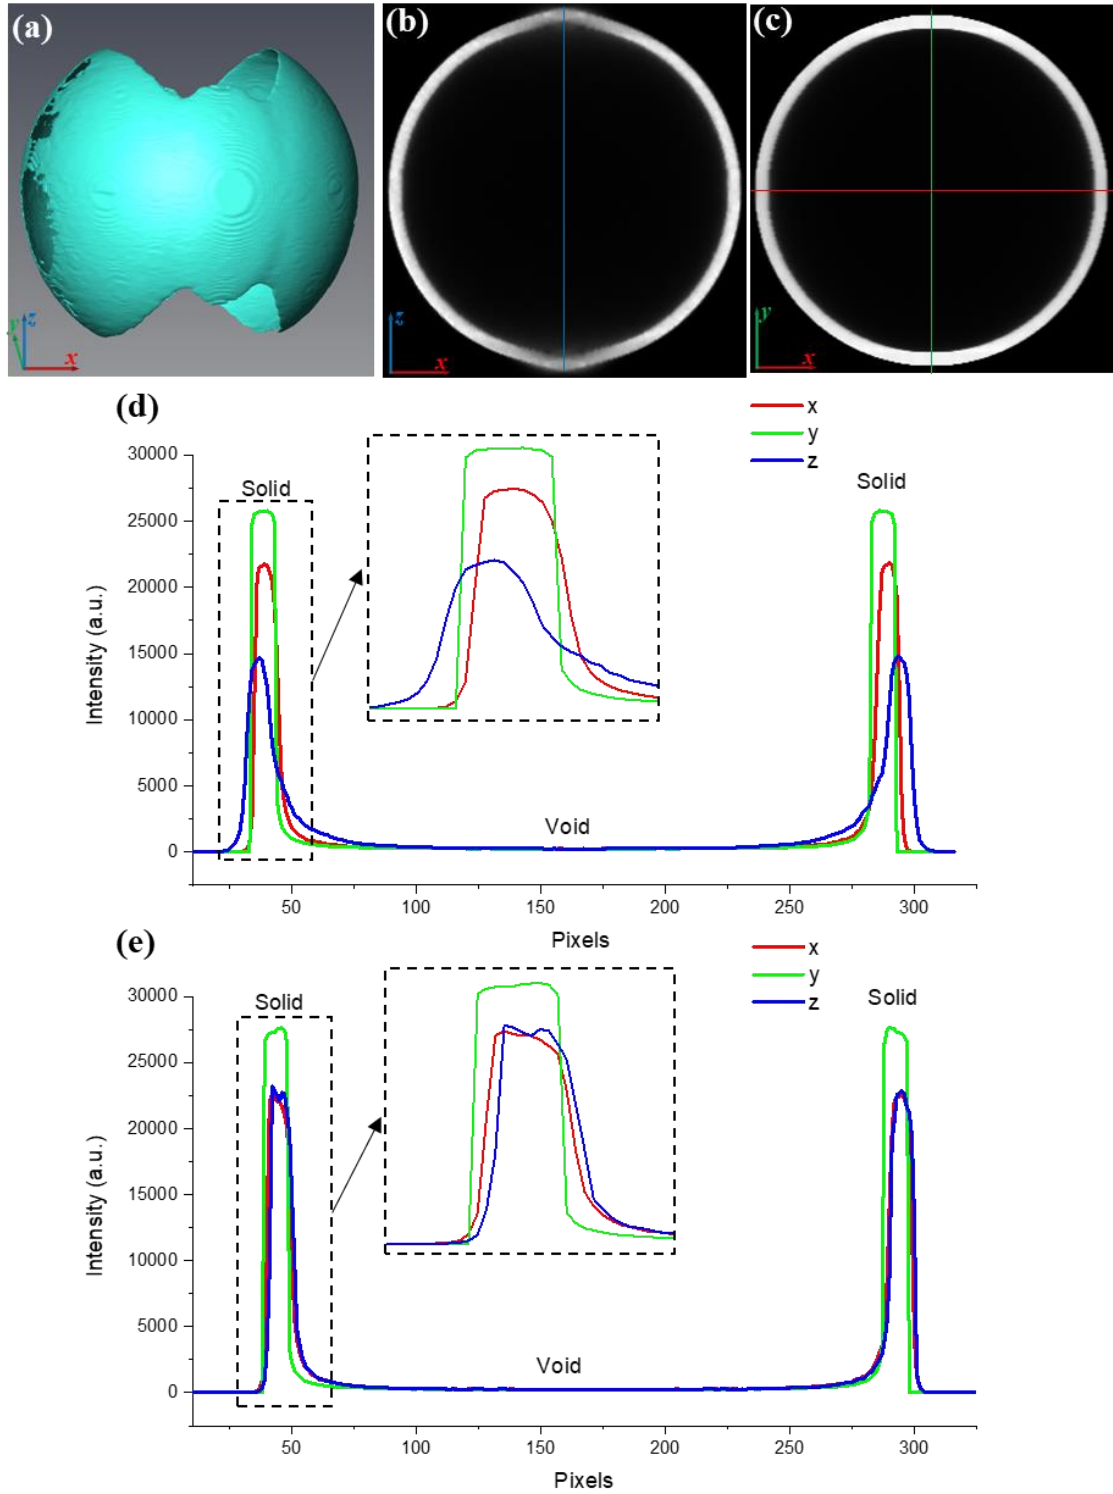 (a)
(b)
(c)
y
z
x
z
x
y
x
(d)
x
y
z
30000
25000
20000
15000
10000
5000
0
Intensity (a.u.)
Solid
Solid
Void
50
100
150
200
250
300
Pixels
(e)
x
y
z
30000
25000
20000
15000
10000
5000
0
Intensity (a.u.)
Solid
Solid
Void
50
100
150
200
250
300
Pixels